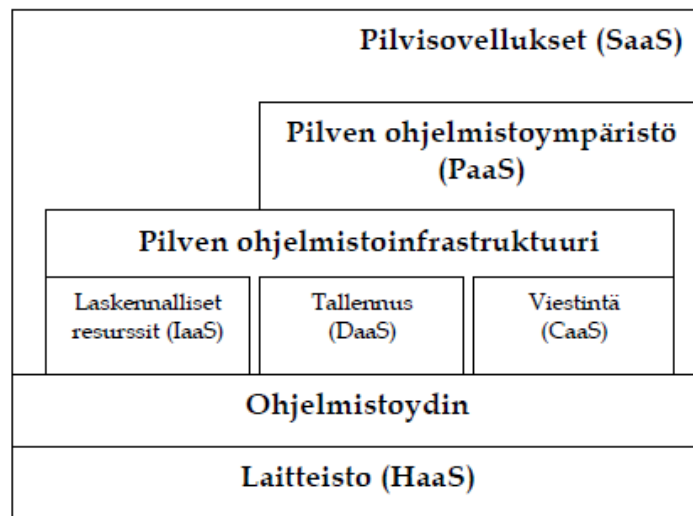 Pilvisovellukset (SaaS)
Pilven ohjelmistoympäristö
(PaaS)
Pilven ohjelmistoinfrastruktuuri
Laskennalliset
resurssit (IaaS)
Tallennus
(DaaS)
Viestintä
(CaaS)
Ohjelmistoydin
Laitteisto (HaaS)